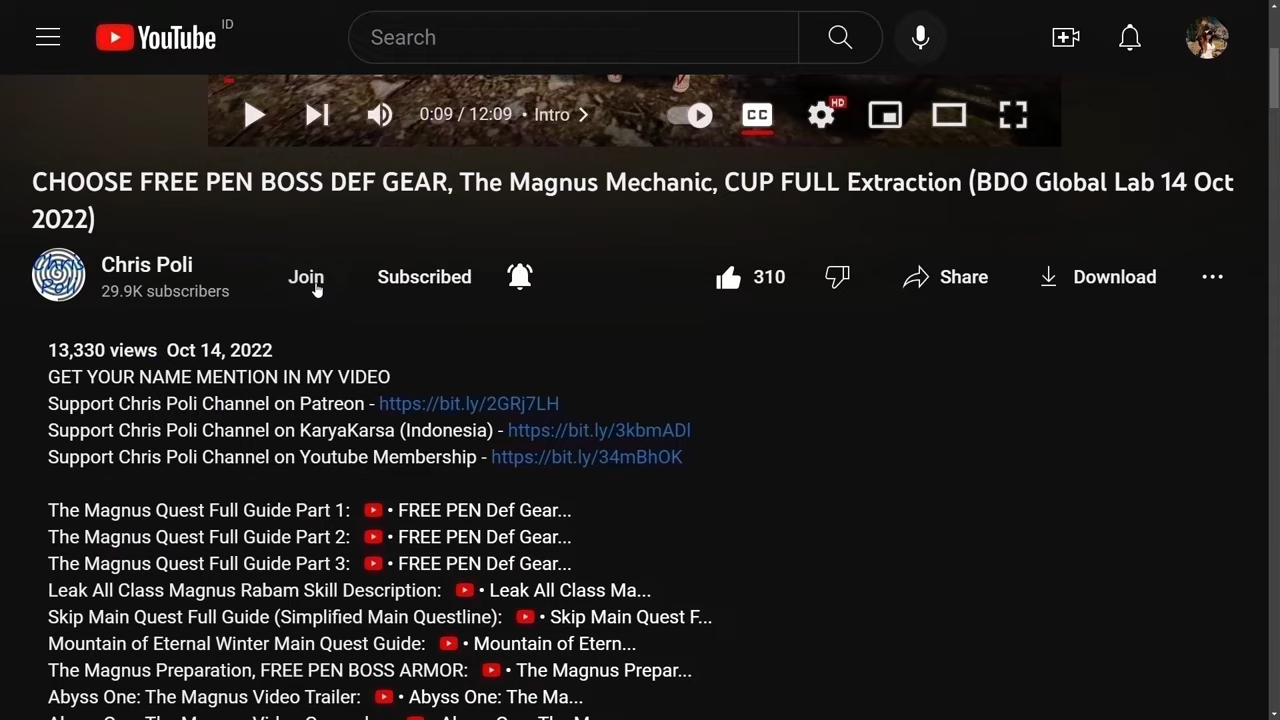 YouTube ID
Search
0:09 / 12:09 • Intro
CC
HD
CHOOSE FREE PEN BOSS DEF GEAR, The Magnus Mechanic, CUP FULL Extraction (BDO Global Lab 14 Oct
2022)
Chris Poli
29.9K subscribers
Join
Subscribed
310
Share
Download
13,330 views Oct 14, 2022
GET YOUR NAME MENTION IN MY VIDEO
Support Chris Poli Channel on Patreon - https://bit.ly/2GRj7LH
Support Chris Poli Channel on KaryaKarsa (Indonesia) - https://bit.ly/3kbmADl
Support Chris Poli Channel on Youtube Membership - https://bit.ly/34mBhOK
The Magnus Quest Full Guide Part 1: • FREE PEN Def Gear...
The Magnus Quest Full Guide Part 2: • FREE PEN Def Gear...
The Magnus Quest Full Guide Part 3: • FREE PEN Def Gear...
Leak All Class Magnus Rabam Skill Description: • Leak All Class Ma...
Skip Main Quest Full Guide (Simplified Main Questline): • Skip Main Quest F...
Mountain of Eternal Winter Main Quest Guide: • Mountain of Etern...
The Magnus Preparation, FREE PEN BOSS ARMOR: • The Magnus Prepar...
Abyss One: The Magnus Video Trailer: • Abyss One: The Ma...